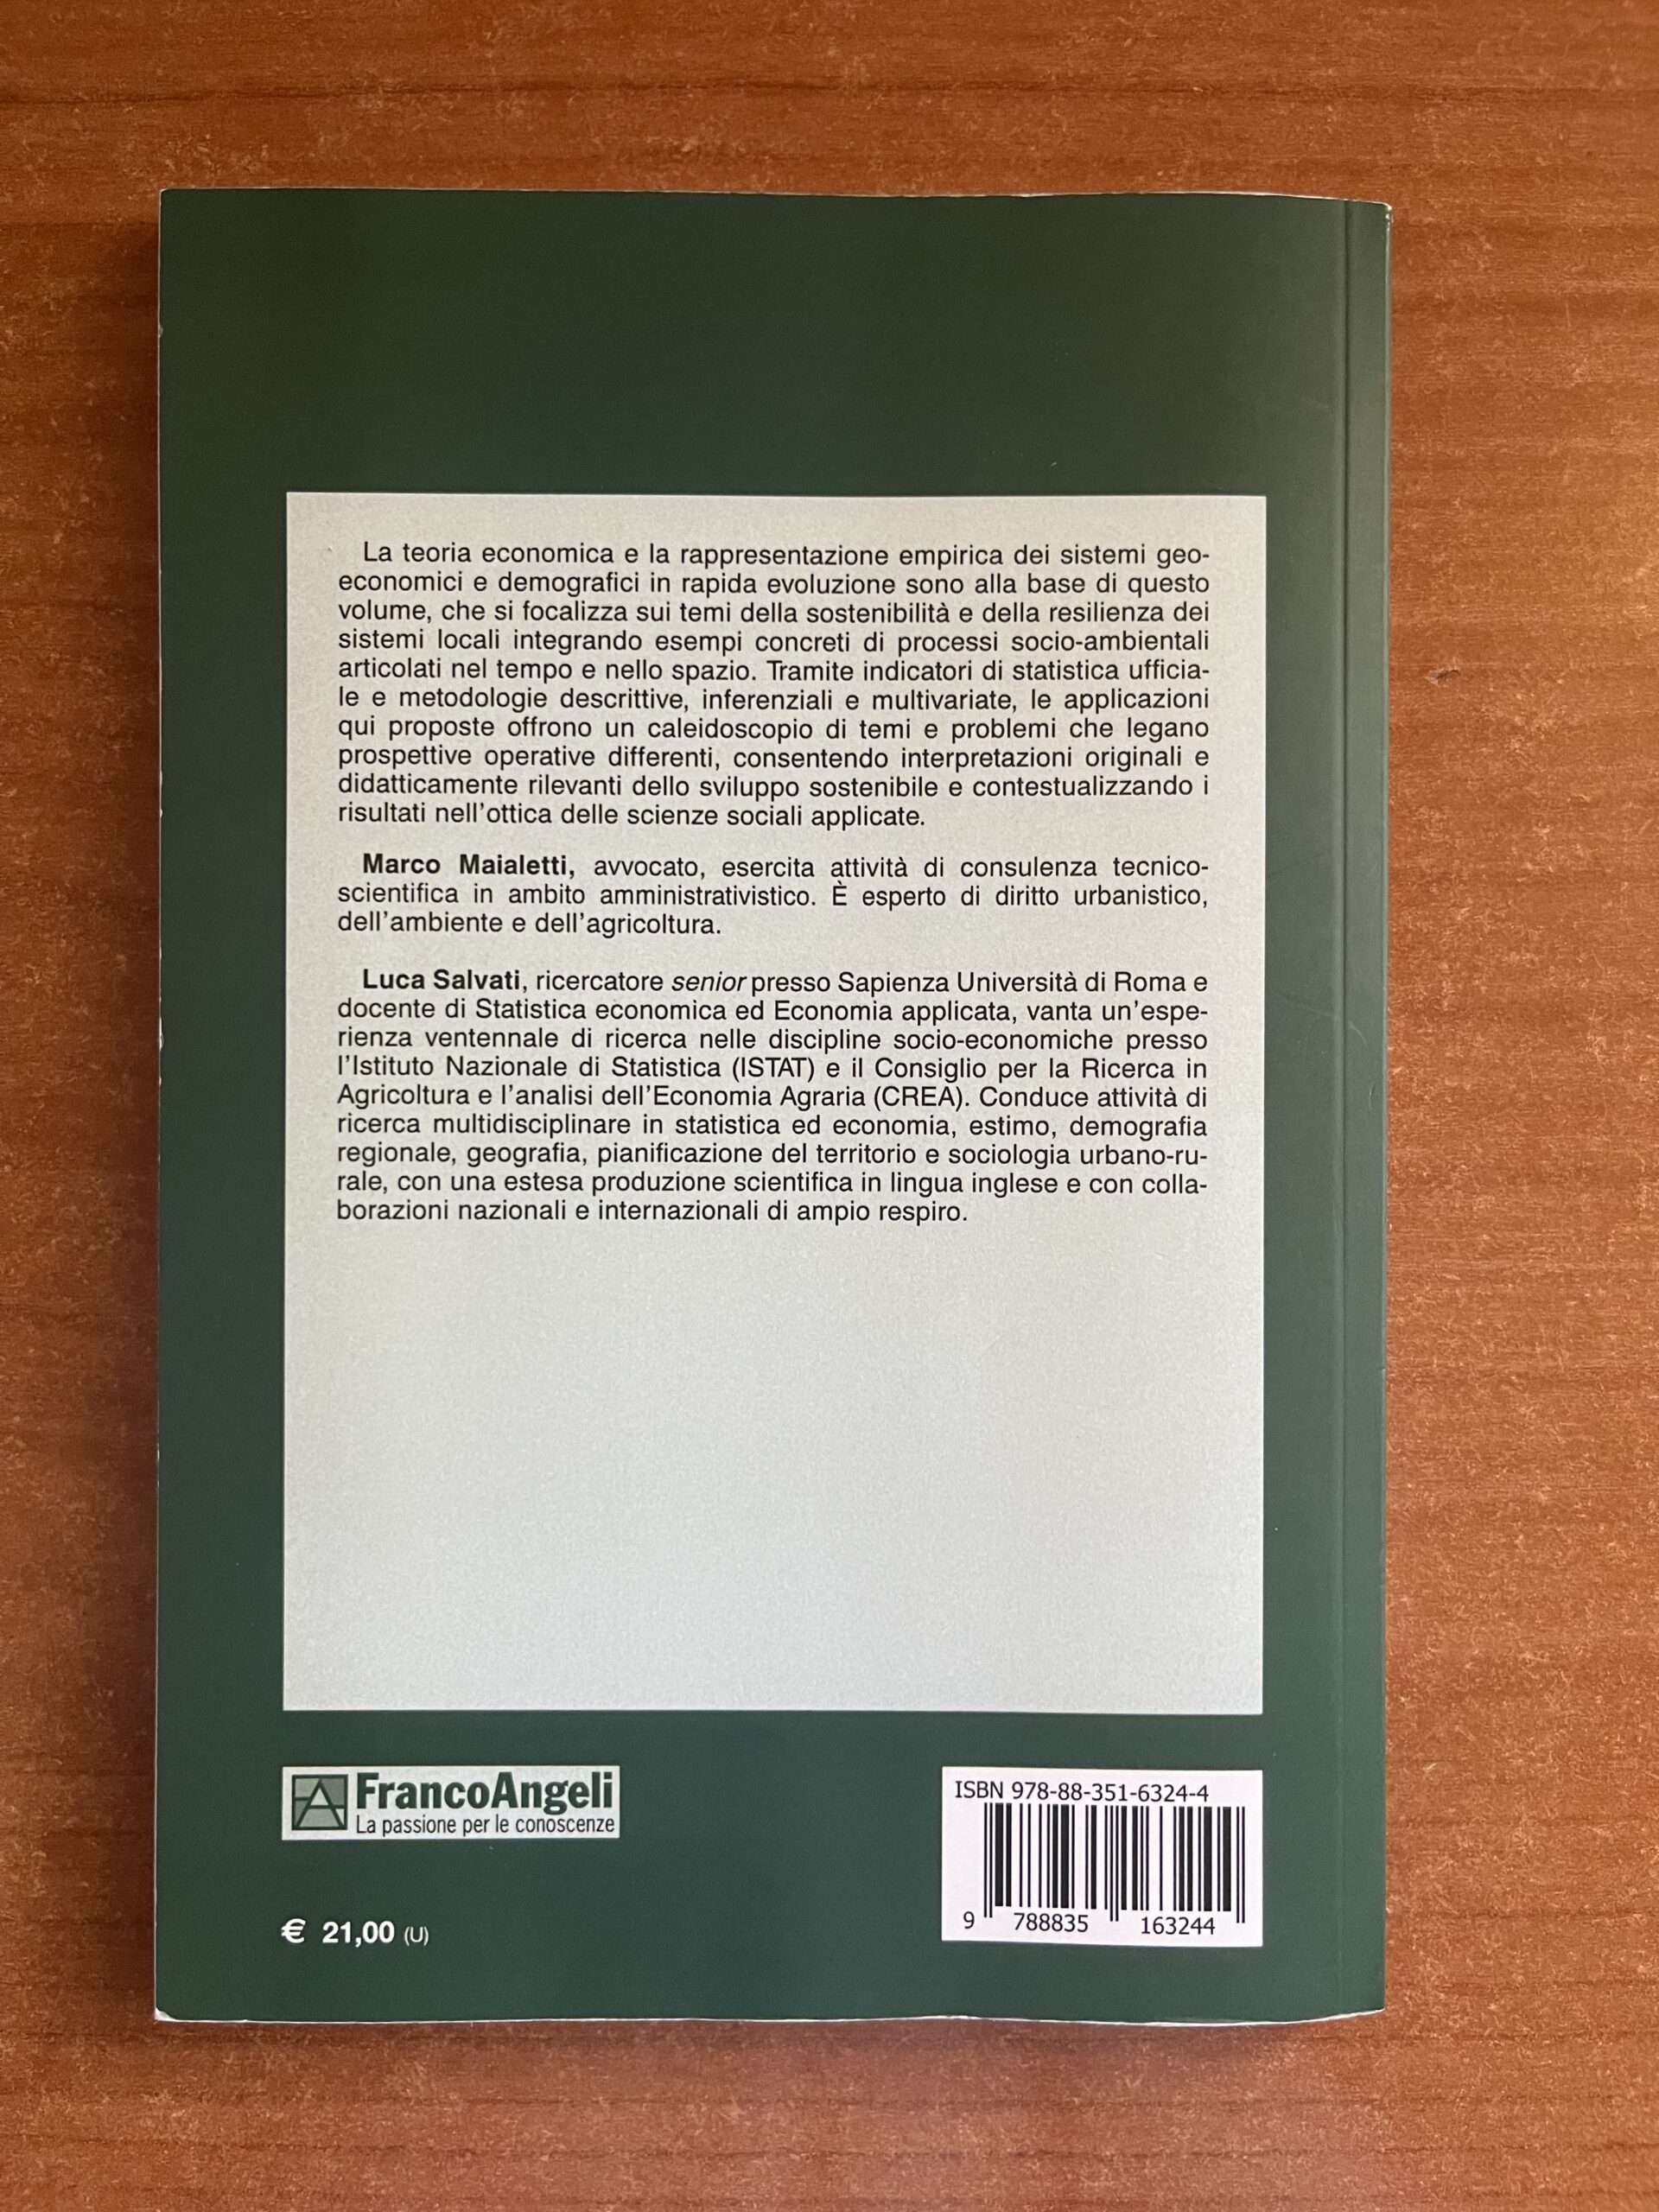 La teoria economica e la rappresentazione empirica dei sistemi geo-
economici e demografici in rapida evoluzione sono alla base di questo
volume, che si focalizza sui temi della sostenibilità e della resilienza dei
sistemi locali integrando esempi concreti di processi socio-ambientali
articolati nel tempo e nello spazio. Tramite indicatori di statistica ufficia-
le e metodologie descrittive, inferenziali e multivariate, le applicazioni
qui proposte offrono un caleidoscopio di temi e problemi che legano
prospettive operative differenti, consentendo interpretazioni originali e
didatticamente rilevanti dello sviluppo sostenibile e contestualizzando i
risultati nell'ottica delle scienze sociali applicate.
Marco Maialetti, avvocato, esercita attività di consulenza tecnico-
scientifica in ambito amministrativistico. È esperto di diritto urbanistico,
dell'ambiente e dell'agricoltura.
Luca Salvati, ricercatore senior presso Sapienza Università di Roma e
docente di Statistica economica ed Economia applicata, vanta un'espe-
rienza ventennale di ricerca nelle discipline socio-economiche presso
l'Istituto Nazionale di Statistica (ISTAT) e il Consiglio per la Ricerca in
Agricoltura e l'analisi dell'Economia Agraria (CREA). Conduce attività di
ricerca multidisciplinare in statistica ed economia, estimo, demografia
regionale, geografia, pianificazione del territorio e sociologia urbano-ru-
rale, con una estesa produzione scientifica in lingua inglese e con colla-
borazioni nazionali e internazionali di ampio respiro.
FrancoAngeli
La passione per le conoscenze
€ 21,00 (U)
ISBN 978-88-351-6324-4
9 788835 163244